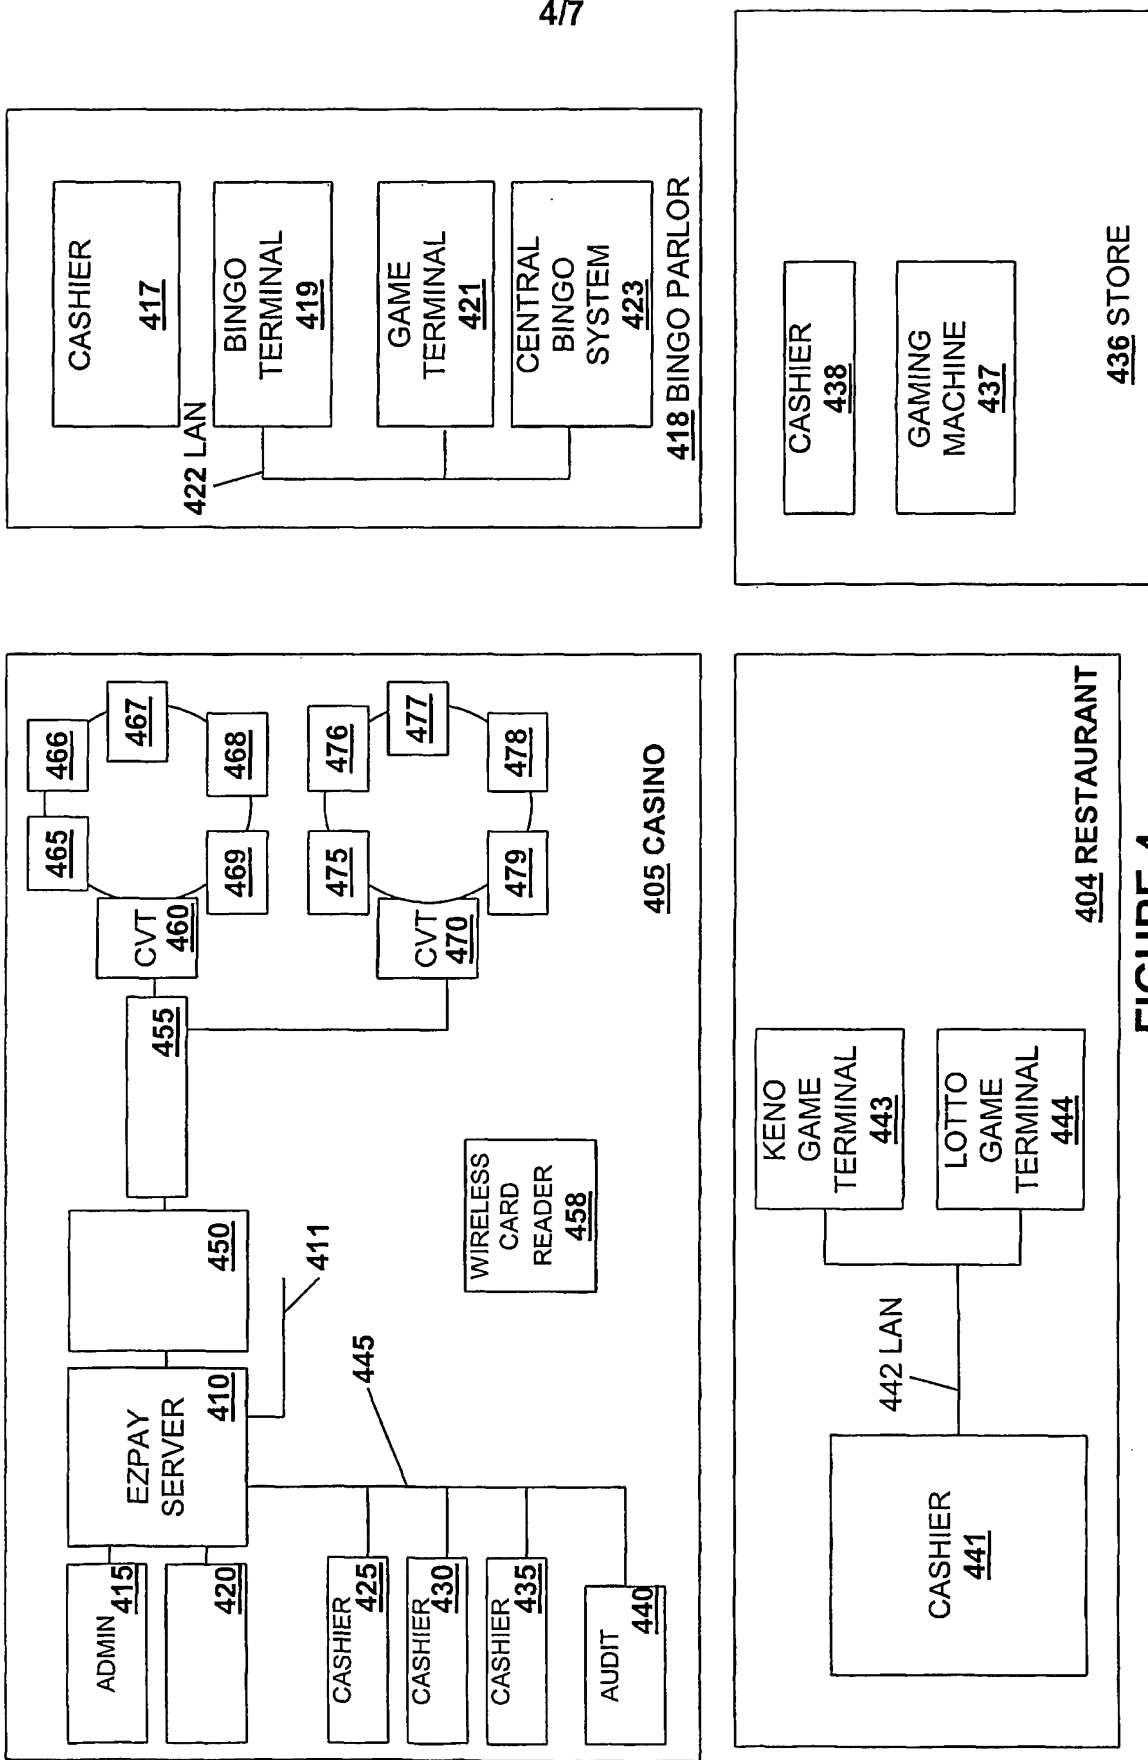 4/7
ADMIN
415
420
EZPAY
SERVER
410
450
455
411
445
CASHIER
425
CASHIER
430
CASHIER
435
AUDIT
440
WIRELESS
CARD
READER
458
CVT
460
465
466
467
468
469
CVT
470
475
476
477
478
479
405 CASINO
CASHIER
417
422 LAN
BINGO
TERMINAL
419
GAME
TERMINAL
421
CENTRAL
BINGO
SYSTEM
423
418 BINGO PARLOR
CASHIER
441
442 LAN
KENO
GAME
TERMINAL
443
LOTTO
GAME
TERMINAL
444
404 RESTAURANT
CASHIER
438
GAMING
MACHINE
437
436 STORE
FIGURE 4